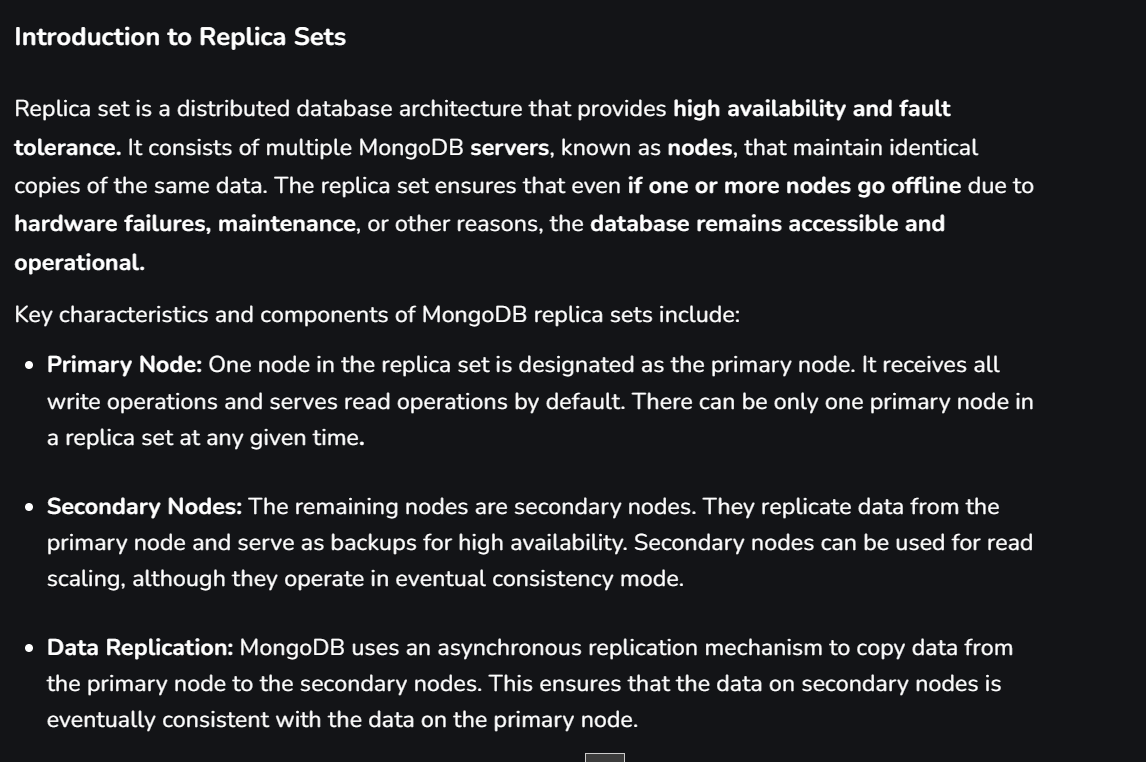 Introduction to Replica Sets
Replica set is a distributed database architecture that provides high availability and fault
tolerance. It consists of multiple MongoDB servers, known as nodes, that maintain identical
copies of the same data. The replica set ensures that even if one or more nodes go offline due to
hardware failures, maintenance, or other reasons, the database remains accessible and
operational.
Key characteristics and components of MongoDB replica sets include:
• Primary Node: One node in the replica set is designated as the primary node. It receives all
write operations and serves read operations by default. There can be only one primary node in
a replica set at any given time.
• Secondary Nodes: The remaining nodes are secondary nodes. They replicate data from the
primary node and serve as backups for high availability. Secondary nodes can be used for read
scaling, although they operate in eventual consistency mode.
• Data Replication: MongoDB uses an asynchronous replication mechanism to copy data from
the primary node to the secondary nodes. This ensures that the data on secondary nodes is
eventually consistent with the data on the primary node.